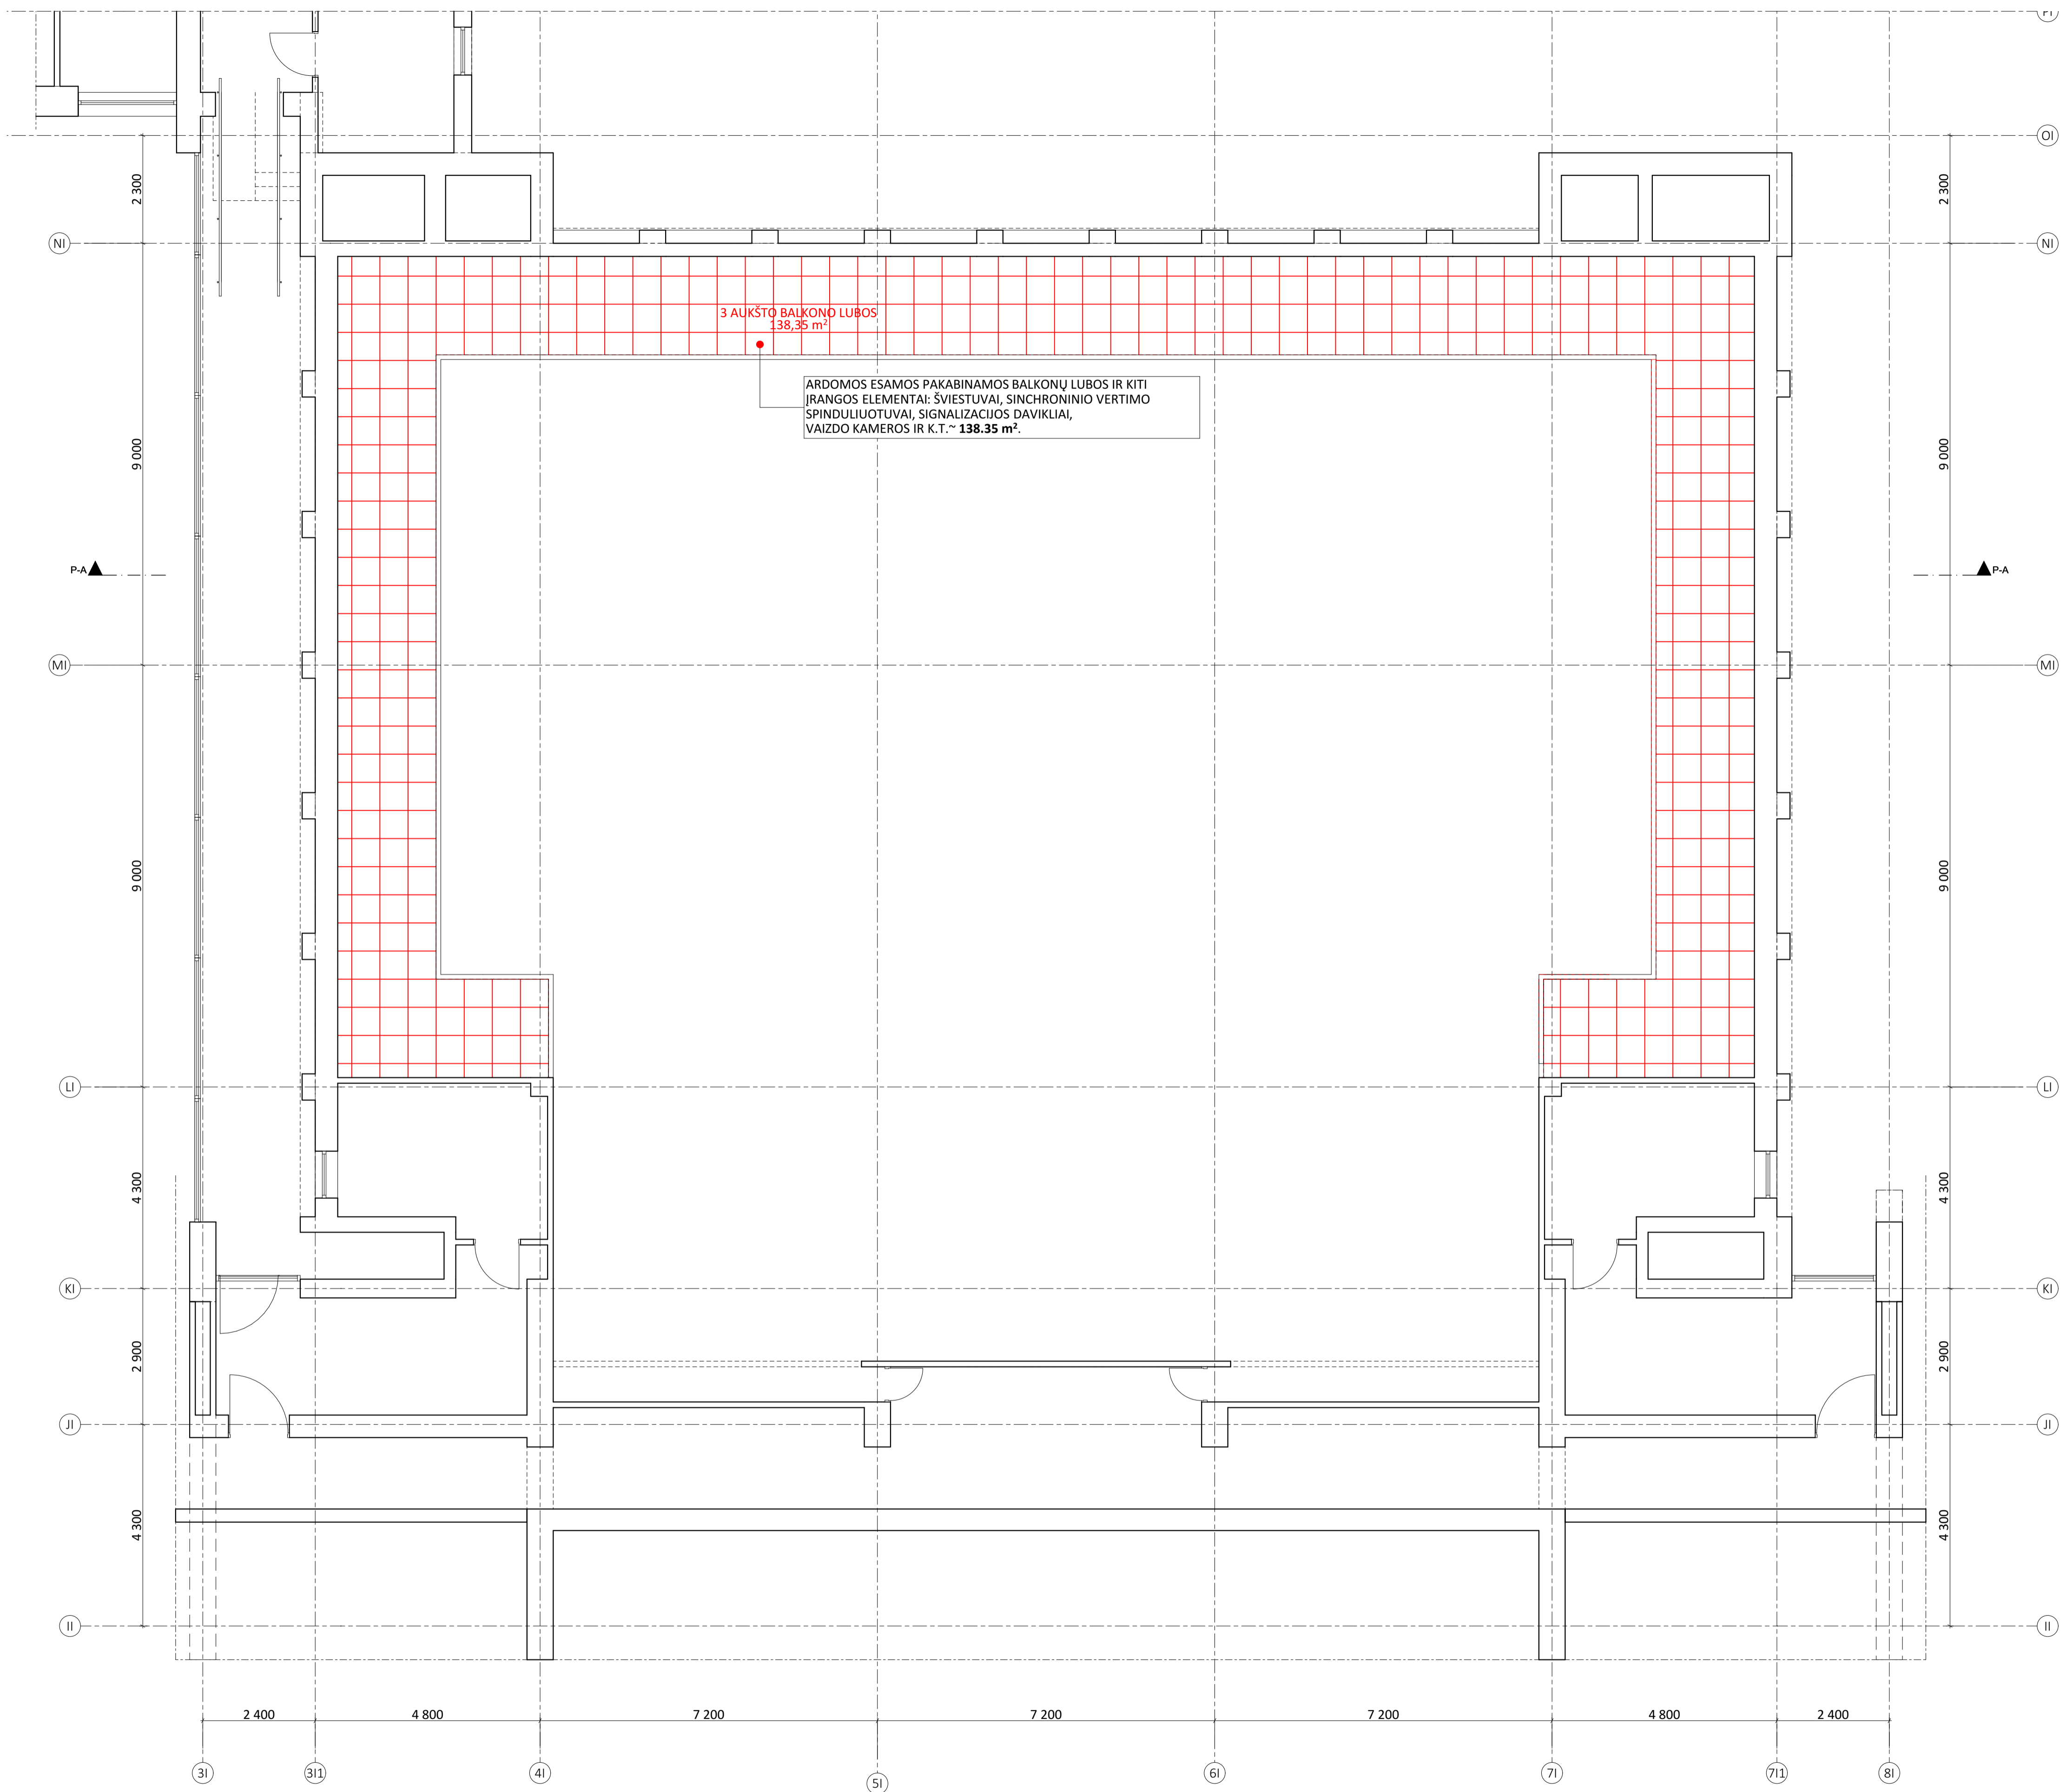 PI
OI
2 300
2 300
NI
NI
3 AUKŠTO BALKONO LUBOS
138,35 m²
ARDOMOS ESAMOS PAKABINAMOS BALKONŲ LUBOS IR KITI
ĮRANGOS ELEMENTAI: ŠVIESTUVAI, SINCHRONINIO VERTIMO
SPINDULIUOTUVAI, SIGNALIZACIJOS DAVIKLIAI,
VAIZDO KAMEROS IR K.T.~ 138.35 m².
9 000
9 000
P-A
P-A
MI
MI
9 000
9 000
LI
LI
4 300
4 300
KI
KI
2 900
2 900
JI
JI
4 300
4 300
II
II
2 400
4 800
7 200
7 200
7 200
4 800
2 400
3I
3I1
4I
5I
6I
7I
7I1
8I